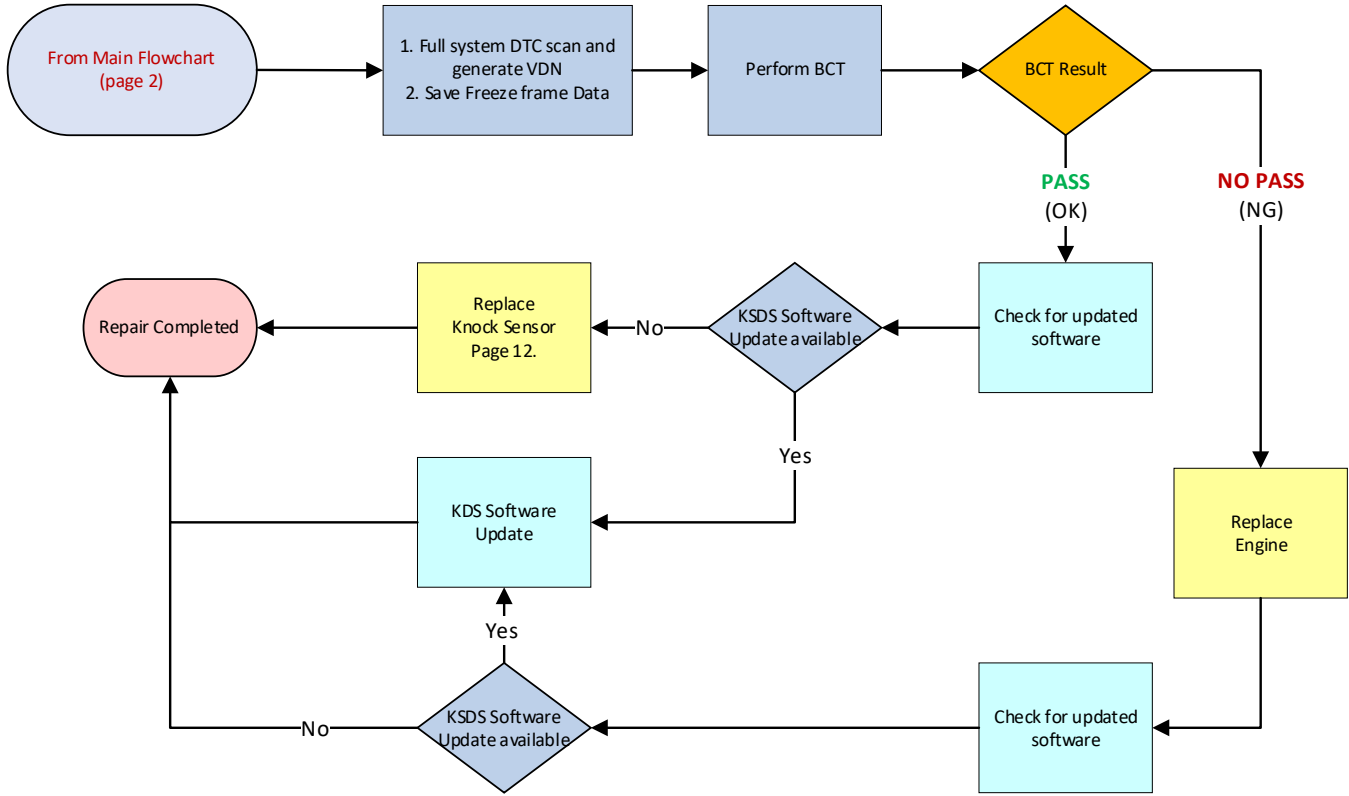 From Main Flowchart
(page 2)
1. Full system DTC scan and
generate VDN
2. Save Freeze frame Data
Perform BCT
BCT Result
PASS
(OK)
NO PASS
(NG)
Repair Completed
Replace
Knock Sensor
Page 12.
No
KSDS Software
Update available
Check for updated
software
Yes
KDS Software
Update
Replace
Engine
Yes
No
KSDS Software
Update available
Check for updated
software